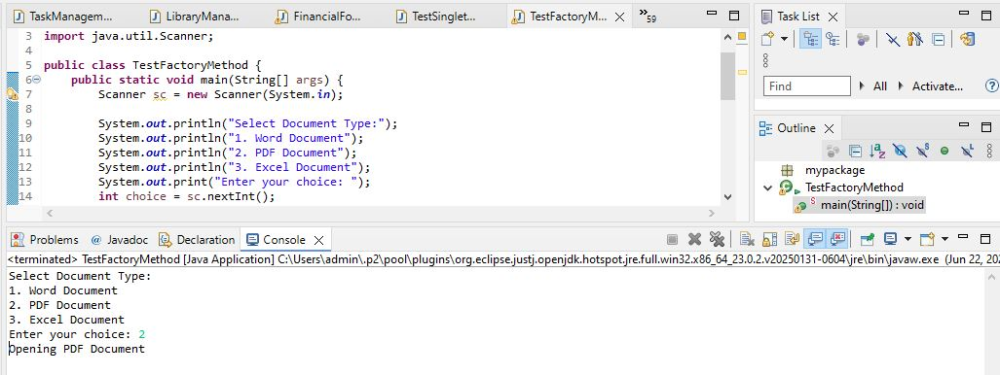 TaskManagem... LibraryMana... FinancialFo... TestSinglet... TestFactoryM... »59
3 import java.util.Scanner;
4
5 public class TestFactoryMethod {
6 public static void main(String[] args) {
7 Scanner sc = new Scanner(System.in);
8
9 System.out.println("Select Document Type:");
10 System.out.println("1. Word Document");
11 System.out.println("2. PDF Document");
12 System.out.println("3. Excel Document");
13 System.out.print("Enter your choice: ");
14 int choice = sc.nextInt();
Task List
Find All Activate...
Outline
mypackage
TestFactoryMethod
main(String[]) : void
Problems @ Javadoc Declaration Console
<terminated> TestFactoryMethod [Java Application] C:\Users\admin\.p2\pool\plugins\org.eclipse.justj.openjdk.hotspot.jre.full.win32.x86_64_23.0.2.v20250131-0604\jre\bin\javaw.exe (Jun 22, 202
Select Document Type:
1. Word Document
2. PDF Document
3. Excel Document
Enter your choice: 2
Opening PDF Document